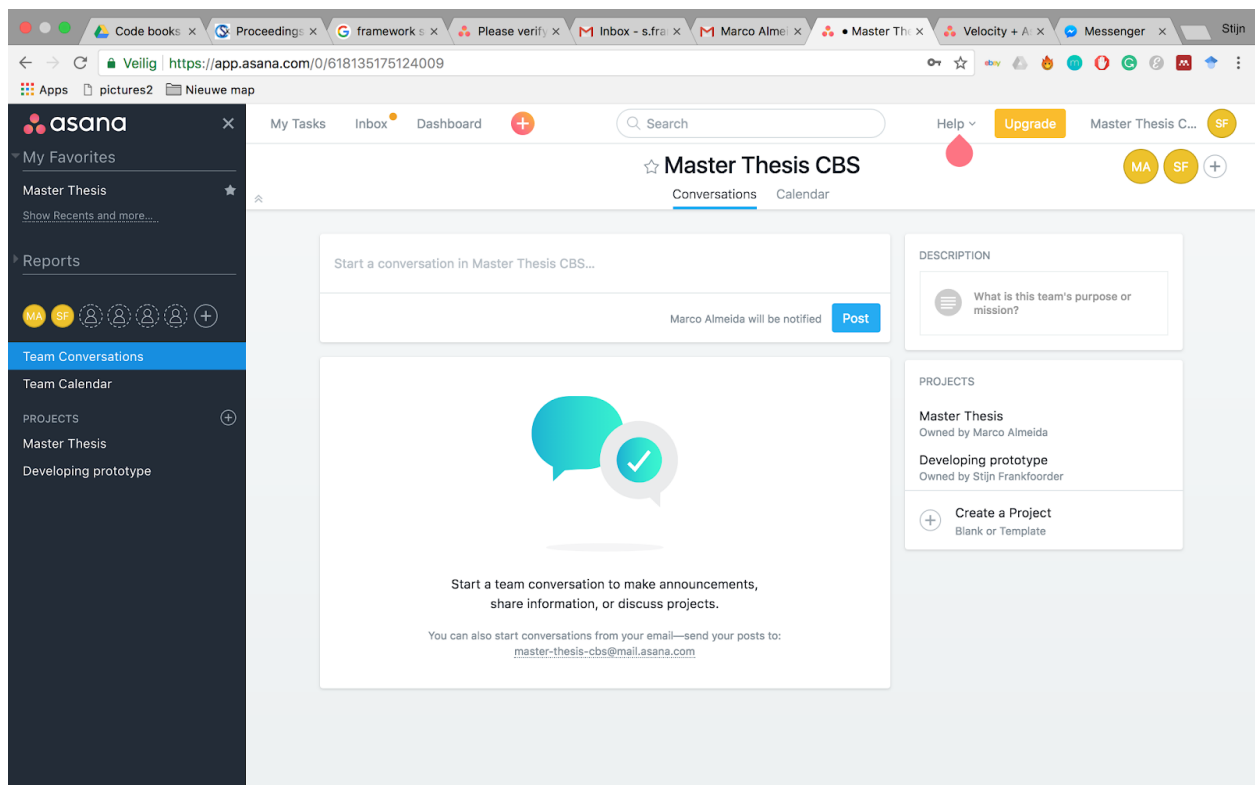 Code books
Proceedings
framework s
Please verify
Inbox - s.fra
Marco Almei
• Master Th
Velocity + A
Messenger
Stijn
Veilig https://app.asana.com/0/618135175124009
ebay
Apps pictures2 Nieuwe map
asana
My Tasks Inbox Dashboard
Search
Help Upgrade Master Thesis C... SF
My Favorites
Master Thesis
Show Recents and more...
Reports
MA SF
Team Conversations
Team Calendar
PROJECTS
Master Thesis
Developing prototype
Master Thesis CBS
Conversations Calendar
MA SF
Start a conversation in Master Thesis CBS...
Marco Almeida will be notified Post
Start a team conversation to make announcements,
share information, or discuss projects.
You can also start conversations from your email—send your posts to:
master-thesis-cbs@mail.asana.com
DESCRIPTION
What is this team's purpose or
mission?
PROJECTS
Master Thesis
Owned by Marco Almeida
Developing prototype
Owned by Stijn Frankfoorder
Create a Project
Blank or Template